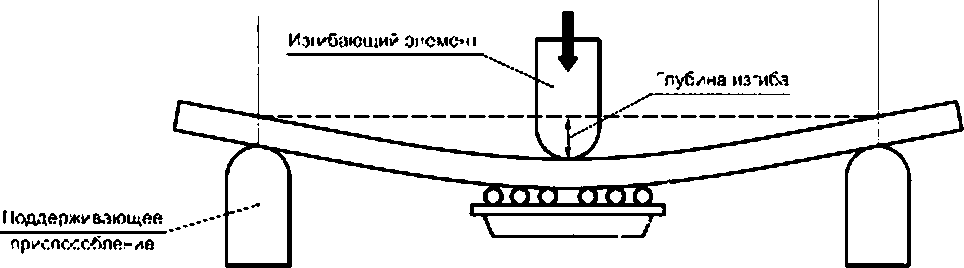 Изгибающий элемент
Глубина изгиба
Поддерживающее
приспособление